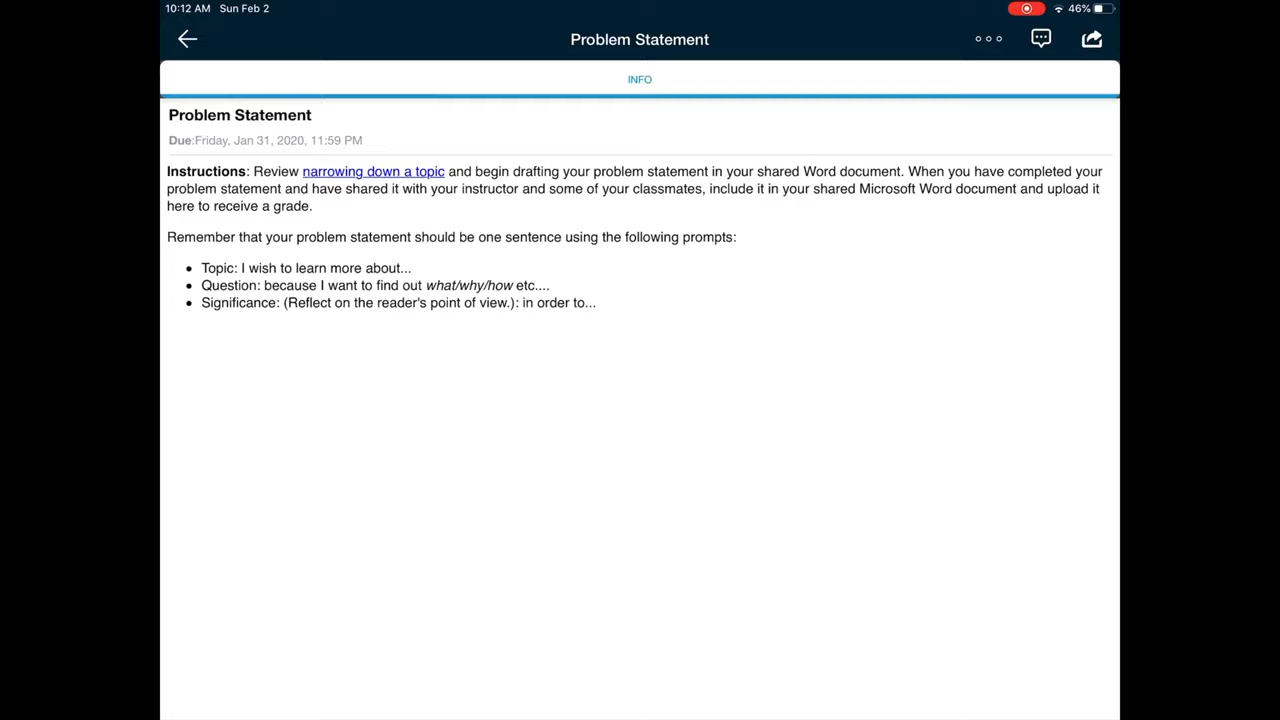 10:12 AM Sun Feb 2
46%
Problem Statement
INFO
Problem Statement
Due:Friday, Jan 31, 2020, 11:59 PM
Instructions: Review narrowing down a topic and begin drafting your problem statement in your shared Word document. When you have completed your
problem statement and have shared it with your instructor and some of your classmates, include it in your shared Microsoft Word document and upload it
here to receive a grade.
Remember that your problem statement should be one sentence using the following prompts:
• Topic: I wish to learn more about...
• Question: because I want to find out what/why/how etc....
• Significance: (Reflect on the reader's point of view.): in order to...